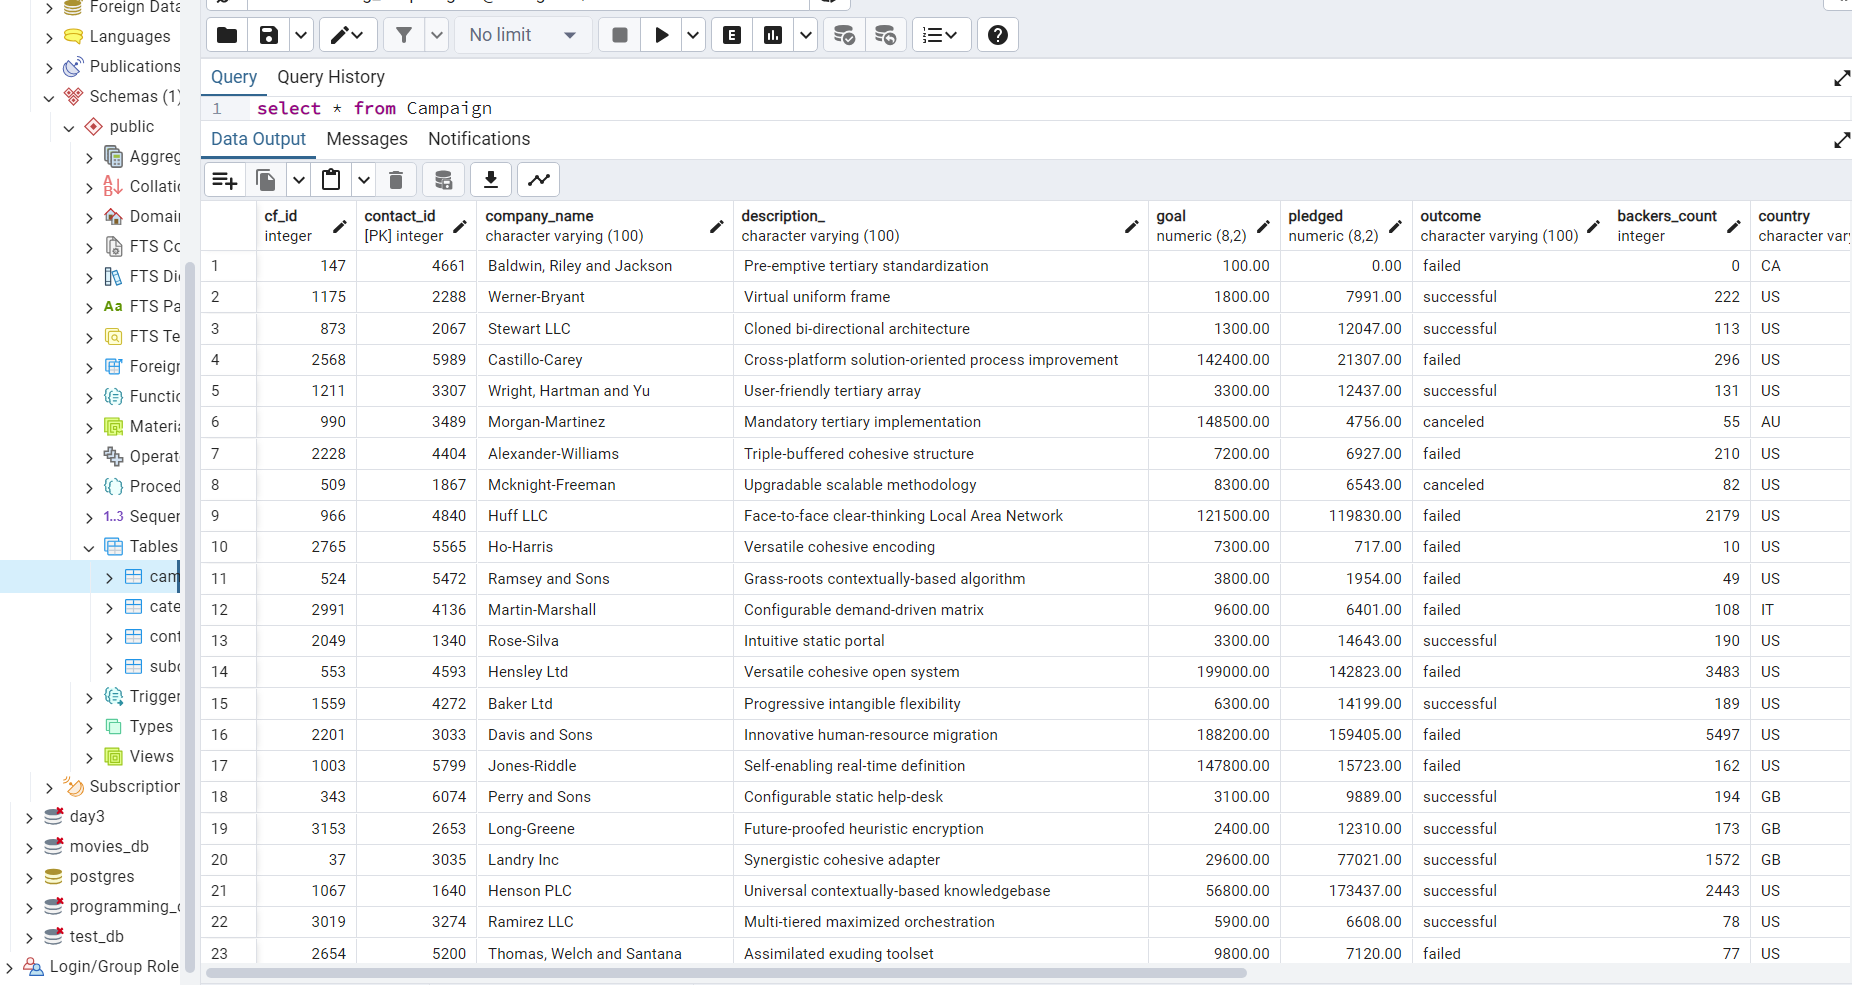 Foreign Data
Languages
Publications
Schemas (1)
public
Aggreg
Collatio
Domain
FTS Co
FTS Di
FTS Pa
FTS Te
Foreign
Functio
Materia
Operat
Proced
1..3 Sequen
Tables
cam
cate
cont
subc
Trigger
Types
Views
Subscription
day3
movies_db
postgres
programming_
test_db
Login/Group Role
No limit
E
Query Query History
1 select * from Campaign
Data Output Messages Notifications
cf_id contact_id company_name description_ goal pledged outcome backers_count country
integer [PK] integer character varying (100) character varying (100) numeric (8,2) numeric (8,2) character varying (100) integer character var
1 147 4661 Baldwin, Riley and Jackson Pre-emptive tertiary standardization 100.00 0.00 failed 0 CA
2 1175 2288 Werner-Bryant Virtual uniform frame 1800.00 7991.00 successful 222 US
3 873 2067 Stewart LLC Cloned bi-directional architecture 1300.00 12047.00 successful 113 US
4 2568 5989 Castillo-Carey Cross-platform solution-oriented process improvement 142400.00 21307.00 failed 296 US
5 1211 3307 Wright, Hartman and Yu User-friendly tertiary array 3300.00 12437.00 successful 131 US
6 990 3489 Morgan-Martinez Mandatory tertiary implementation 148500.00 4756.00 canceled 55 AU
7 2228 4404 Alexander-Williams Triple-buffered cohesive structure 7200.00 6927.00 failed 210 US
8 509 1867 Mcknight-Freeman Upgradable scalable methodology 8300.00 6543.00 canceled 82 US
9 966 4840 Huff LLC Face-to-face clear-thinking Local Area Network 121500.00 119830.00 failed 2179 US
10 2765 5565 Ho-Harris Versatile cohesive encoding 7300.00 717.00 failed 10 US
11 524 5472 Ramsey and Sons Grass-roots contextually-based algorithm 3800.00 1954.00 failed 49 US
12 2991 4136 Martin-Marshall Configurable demand-driven matrix 9600.00 6401.00 failed 108 IT
13 2049 1340 Rose-Silva Intuitive static portal 3300.00 14643.00 successful 190 US
14 553 4593 Hensley Ltd Versatile cohesive open system 199000.00 142823.00 failed 3483 US
15 1559 4272 Baker Ltd Progressive intangible flexibility 6300.00 14199.00 successful 189 US
16 2201 3033 Davis and Sons Innovative human-resource migration 188200.00 159405.00 failed 5497 US
17 1003 5799 Jones-Riddle Self-enabling real-time definition 147800.00 15723.00 failed 162 US
18 343 6074 Perry and Sons Configurable static help-desk 3100.00 9889.00 successful 194 GB
19 3153 2653 Long-Greene Future-proofed heuristic encryption 2400.00 12310.00 successful 173 GB
20 37 3035 Landry Inc Synergistic cohesive adapter 29600.00 77021.00 successful 1572 GB
21 1067 1640 Henson PLC Universal contextually-based knowledgebase 56800.00 173437.00 successful 2443 US
22 3019 3274 Ramirez LLC Multi-tiered maximized orchestration 5900.00 6608.00 successful 78 US
23 2654 5200 Thomas, Welch and Santana Assimilated exuding toolset 9800.00 7120.00 failed 77 US